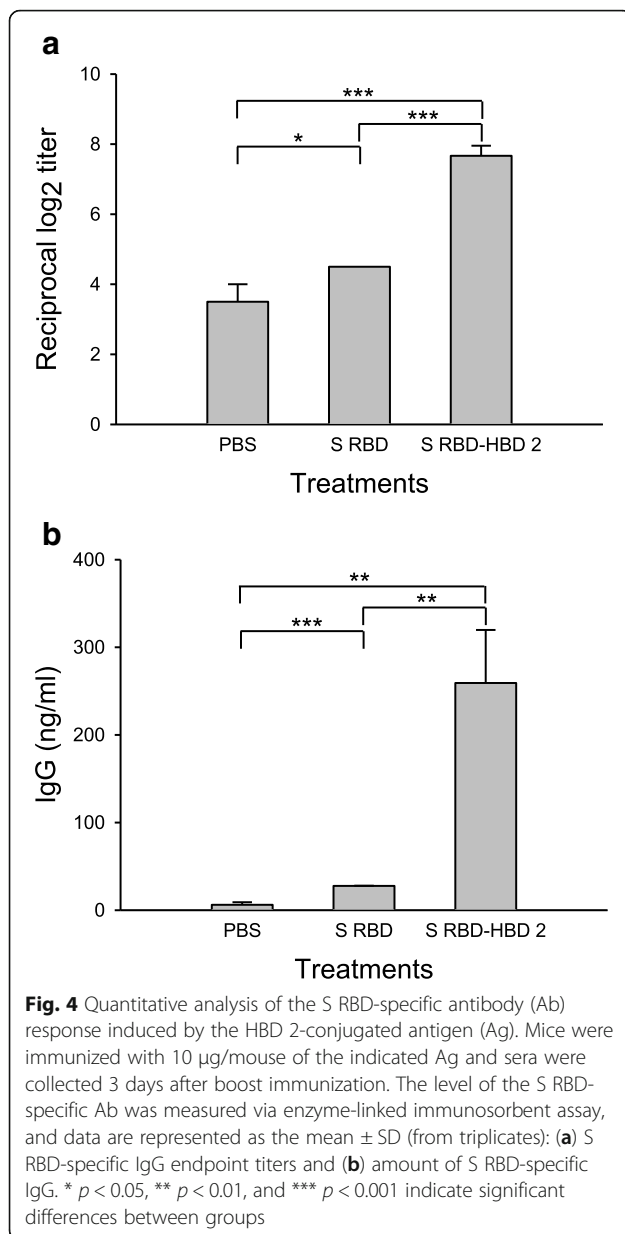 a
10
8
6
4
2
0
Reciprocal log2 titer
***
***
*
PBS S RBD S RBD-HBD 2
Treatments
b
400
300
200
100
0
IgG (ng/ml)
**
**
***
PBS S RBD S RBD-HBD 2
Treatments
Fig. 4 Quantitative analysis of the S RBD-specific antibody (Ab)
response induced by the HBD 2-conjugated antigen (Ag). Mice were
immunized with 10 μg/mouse of the indicated Ag and sera were
collected 3 days after boost immunization. The level of the S RBD-
specific Ab was measured via enzyme-linked immunosorbent assay,
and data are represented as the mean ± SD (from triplicates): (a) S
RBD-specific IgG endpoint titers and (b) amount of S RBD-specific
IgG. * p < 0.05, ** p < 0.01, and *** p < 0.001 indicate significant
differences between groups